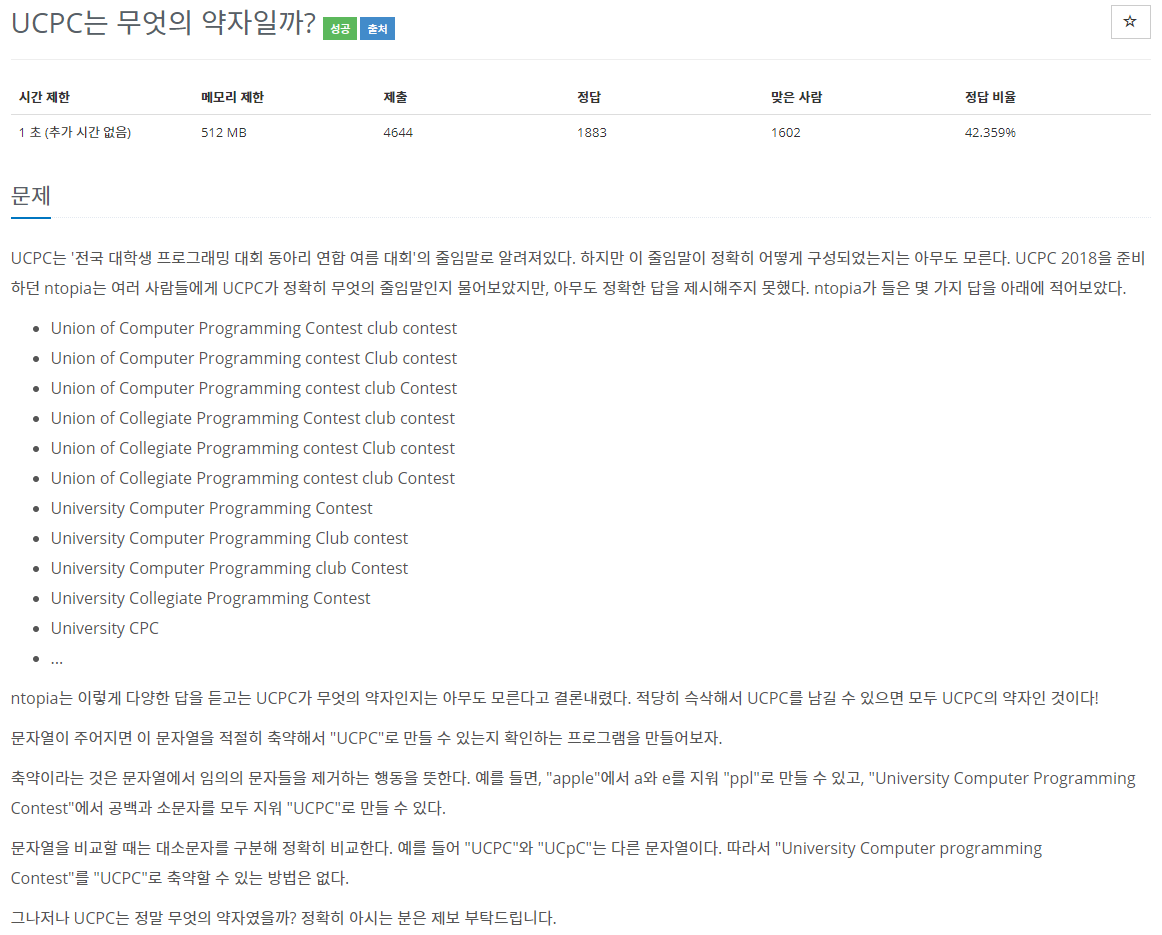 UCPC는 무엇의 약자일까? 성공 출처
☆
시간 제한 메모리 제한 제출 정답 맞은 사람 정답 비율
1 초 (추가 시간 없음) 512 MB 4644 1883 1602 42.359%
문제
UCPC는 '전국 대학생 프로그래밍 대회 동아리 연합 여름 대회'의 줄임말로 알려져있다. 하지만 이 줄임말이 정확히 어떻게 구성되었는지는 아무도 모른다. UCPC 2018을 준비
하던 ntopia는 여러 사람들에게 UCPC가 정확히 무엇의 줄임말인지 물어보았지만, 아무도 정확한 답을 제시해주지 못했다. ntopia가 들은 몇 가지 답을 아래에 적어보았다.
• Union of Computer Programming Contest club contest
• Union of Computer Programming contest Club contest
• Union of Computer Programming contest club Contest
• Union of Collegiate Programming Contest club contest
• Union of Collegiate Programming contest Club contest
• Union of Collegiate Programming contest club Contest
• University Computer Programming Contest
• University Computer Programming Club contest
• University Computer Programming club Contest
• University Collegiate Programming Contest
• University CPC
• ...
ntopia는 이렇게 다양한 답을 듣고는 UCPC가 무엇의 약자인지는 아무도 모른다고 결론내렸다. 적당히 슥삭해서 UCPC를 남길 수 있으면 모두 UCPC의 약자인 것이다!
문자열이 주어지면 이 문자열을 적절히 축약해서 "UCPC"로 만들 수 있는지 확인하는 프로그램을 만들어보자.
축약이라는 것은 문자열에서 임의의 문자들을 제거하는 행동을 뜻한다. 예를 들면, "apple"에서 a와 e를 지워 "ppl"로 만들 수 있고, "University Computer Programming
Contest"에서 공백과 소문자를 모두 지워 "UCPC"로 만들 수 있다.
문자열을 비교할 때는 대소문자를 구분해 정확히 비교한다. 예를 들어 "UCPC"와 "UCpC"는 다른 문자열이다. 따라서 "University Computer programming
Contest"를 "UCPC"로 축약할 수 있는 방법은 없다.
그나저나 UCPC는 정말 무엇의 약자였을까? 정확히 아시는 분은 제보 부탁드립니다.